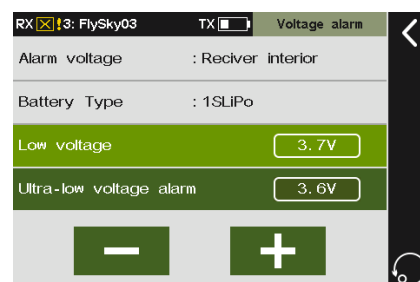 RX !3: FlySky03 TX Voltage alarm
Alarm voltage : Reciver interior
Battery Type : 1SLiPo
Low voltage 3.7V
Ultra-low voltage alarm 3.6V
- +